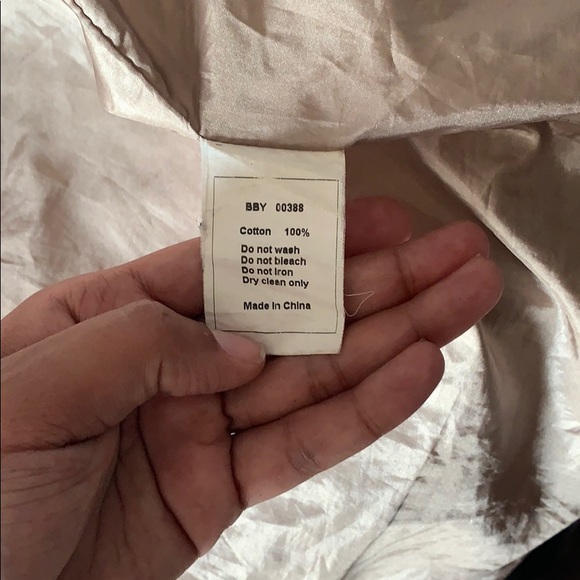 BBY 00388
Cotton 100%
Do not wash
Do not bleach
Do not Iron
Dry clean only
Made in China